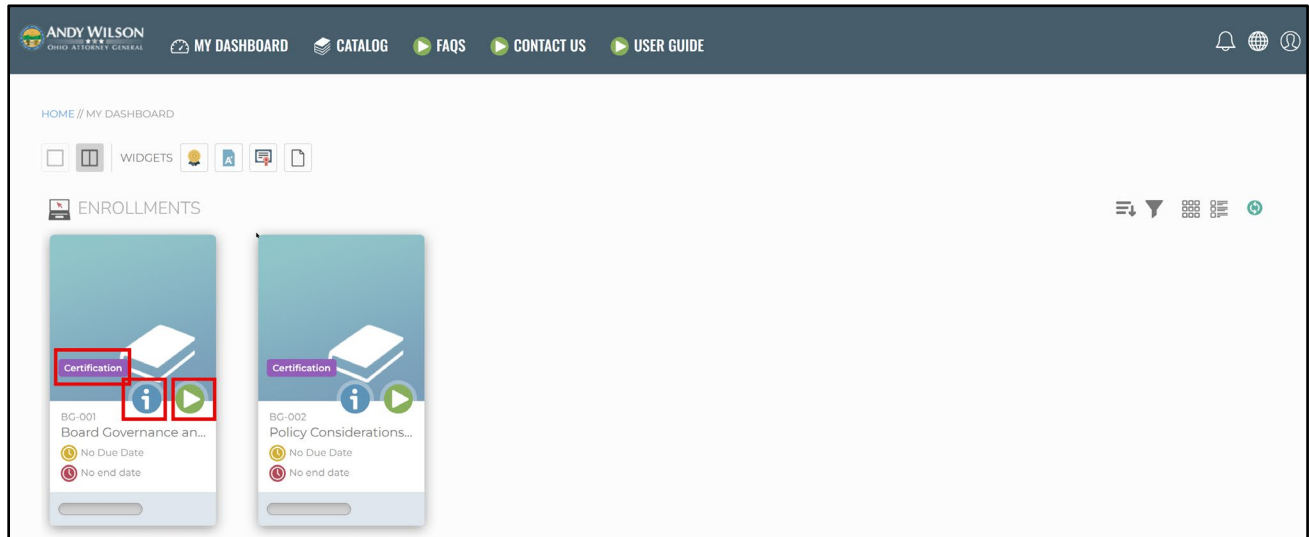 ANDY WILSON
OHIO ATTORNEY GENERAL
MY DASHBOARD CATALOG FAQS CONTACT US USER GUIDE
HOME // MY DASHBOARD
WIDGETS
ENROLLMENTS
Certification
BG-001
Board Governance an...
No Due Date
No end date
Certification
BG-002
Policy Considerations...
No Due Date
No end date